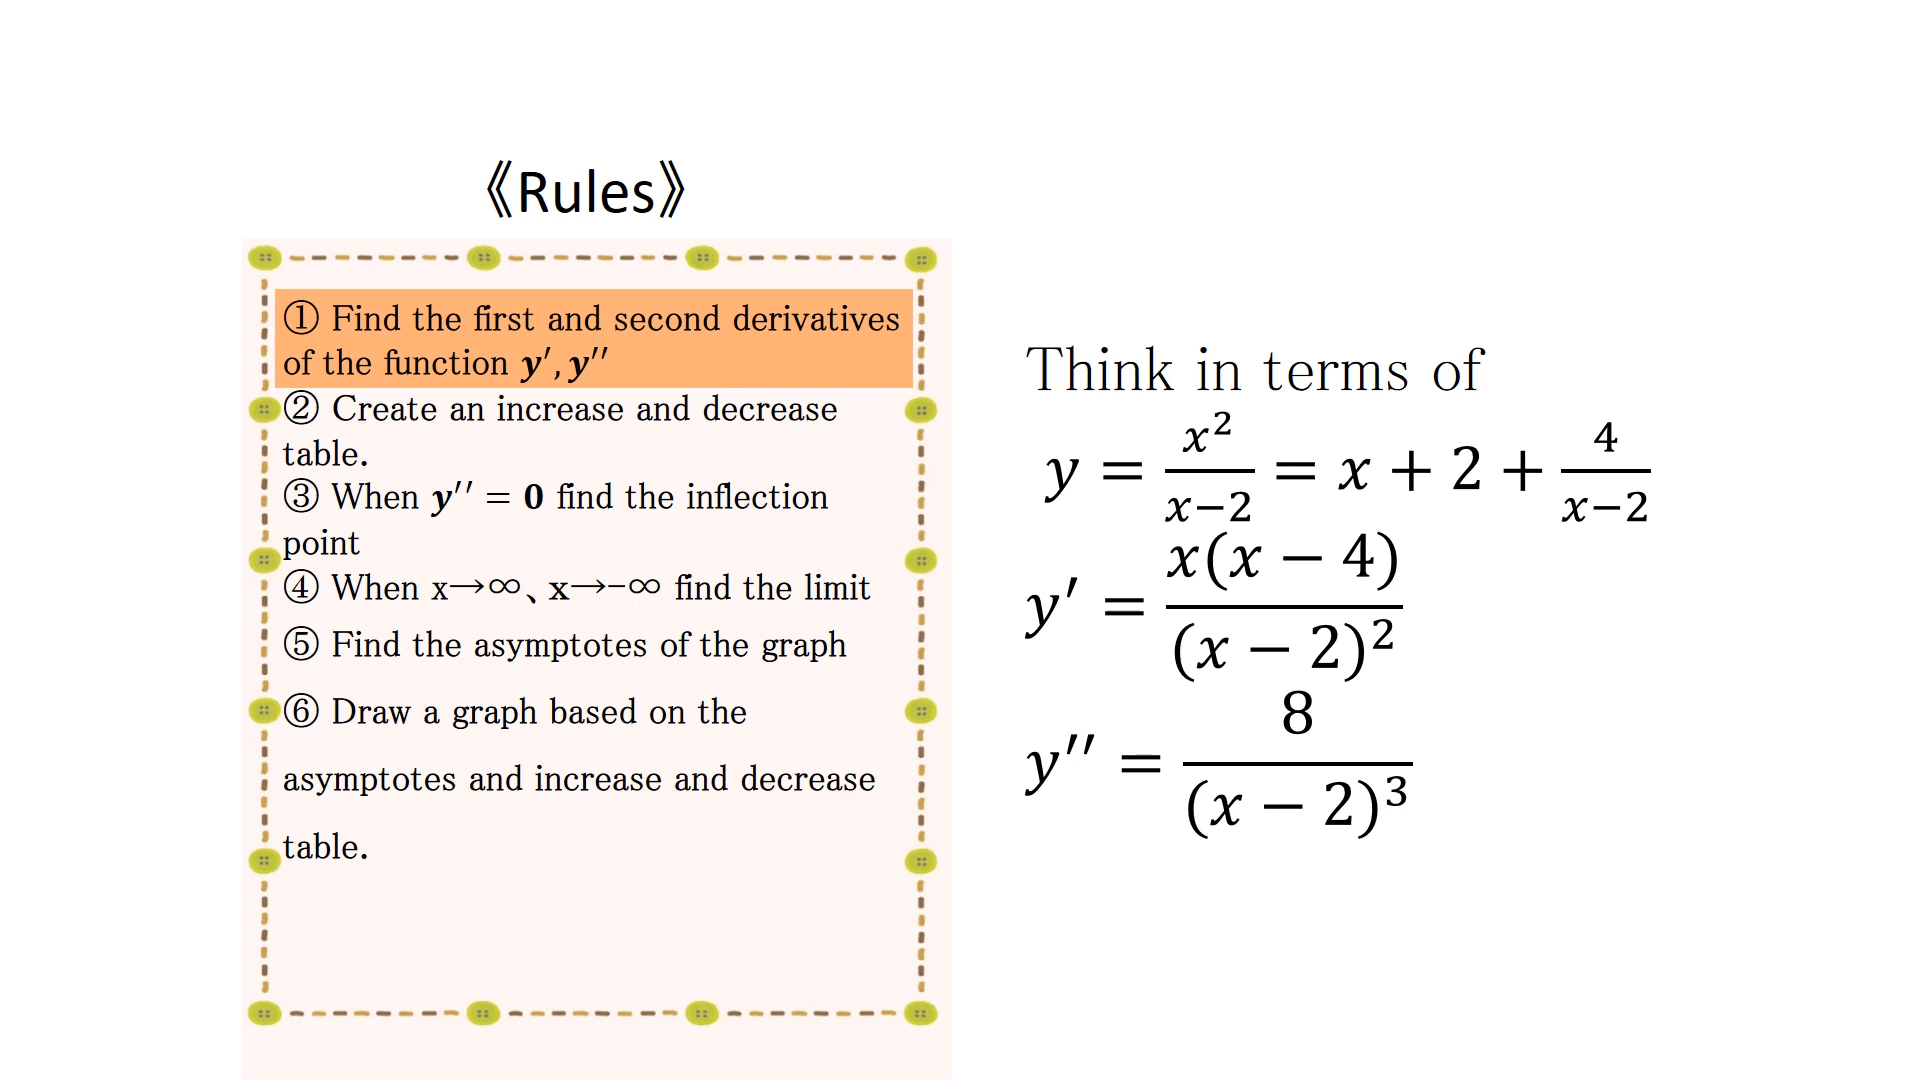 《Rules》
① Find the first and second derivatives
of the function y′, y′′
② Create an increase and decrease
table.
③ When y′′ = 0 find the inflection
point
④ When x→∞、x→−∞ find the limit
⑤ Find the asymptotes of the graph
⑥ Draw a graph based on the
asymptotes and increase and decrease
table.
Think in terms of
y = x²/(x−2) = x + 2 + 4/(x−2)
y′ = x(x − 4)/(x − 2)²
y′′ = 8/(x − 2)³